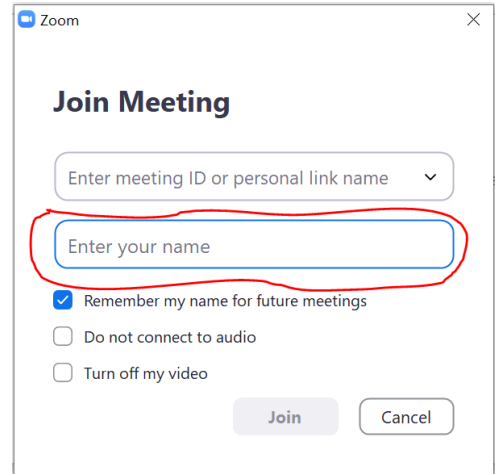 Zoom
Join Meeting
Enter meeting ID or personal link name
Enter your name
Remember my name for future meetings
Do not connect to audio
Turn off my video
Join Cancel